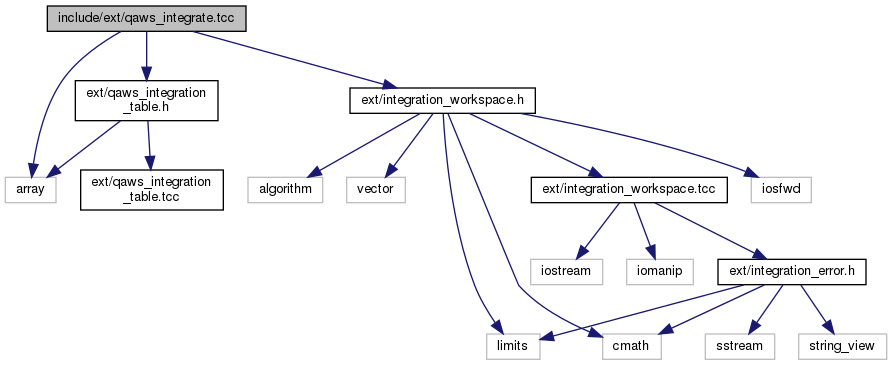 include/ext/qaws_integrate.tcc
ext/qaws_integration
_table.h
ext/integration_workspace.h
array
ext/qaws_integration
_table.tcc
algorithm
vector
ext/integration_workspace.tcc
iosfwd
iostream
iomanip
ext/integration_error.h
limits
cmath
sstream
string_view